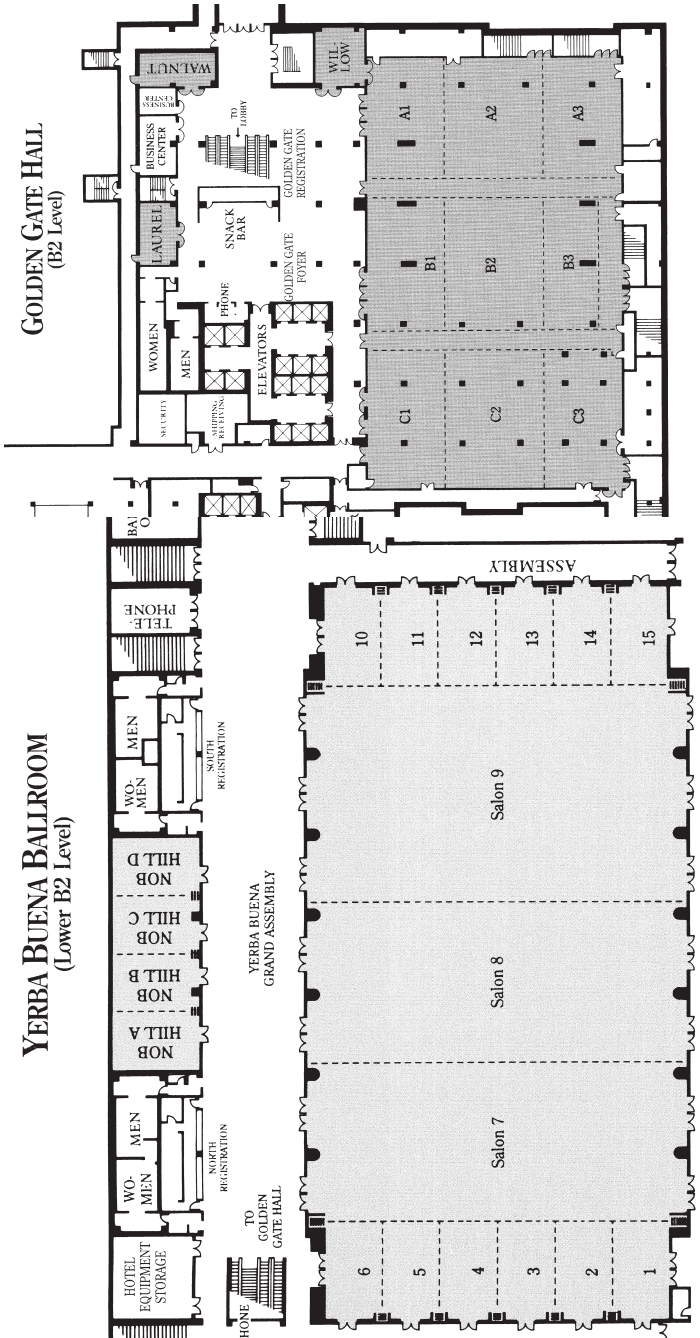 GOLDEN GATE HALL
(B2 Level)
WALNUT
WIL-
LOW
BUSINESS
CENTER
BUSINESS
CENTER
TO
LOBBY
GOLDEN GATE
REGISTRATION
LAUREL
SNACK
BAR
GOLDEN GATE
FOYER
PHONE
WOMEN
MEN
ELEVATORS
SECURITY
SHIPPING
RECEIVING
A1
A2
A3
B1
B2
B3
C1
C2
C3
YERBA BUENA BALLROOM
(Lower B2 Level)
ASSEMBLY
TELE-
PHONE
10
11
12
13
14
15
MEN
WO-
MEN
SOUTH
REGISTRATION
Salon 9
NOB
HILL D
NOB
HILL C
NOB
HILL B
NOB
HILL A
YERBA BUENA
GRAND ASSEMBLY
Salon 8
MEN
WO-
MEN
NORTH
REGISTRATION
Salon 7
HOTEL
EQUIPMENT
STORAGE
TO
GOLDEN
GATE HALL
HONE
6
5
4
3
2
1